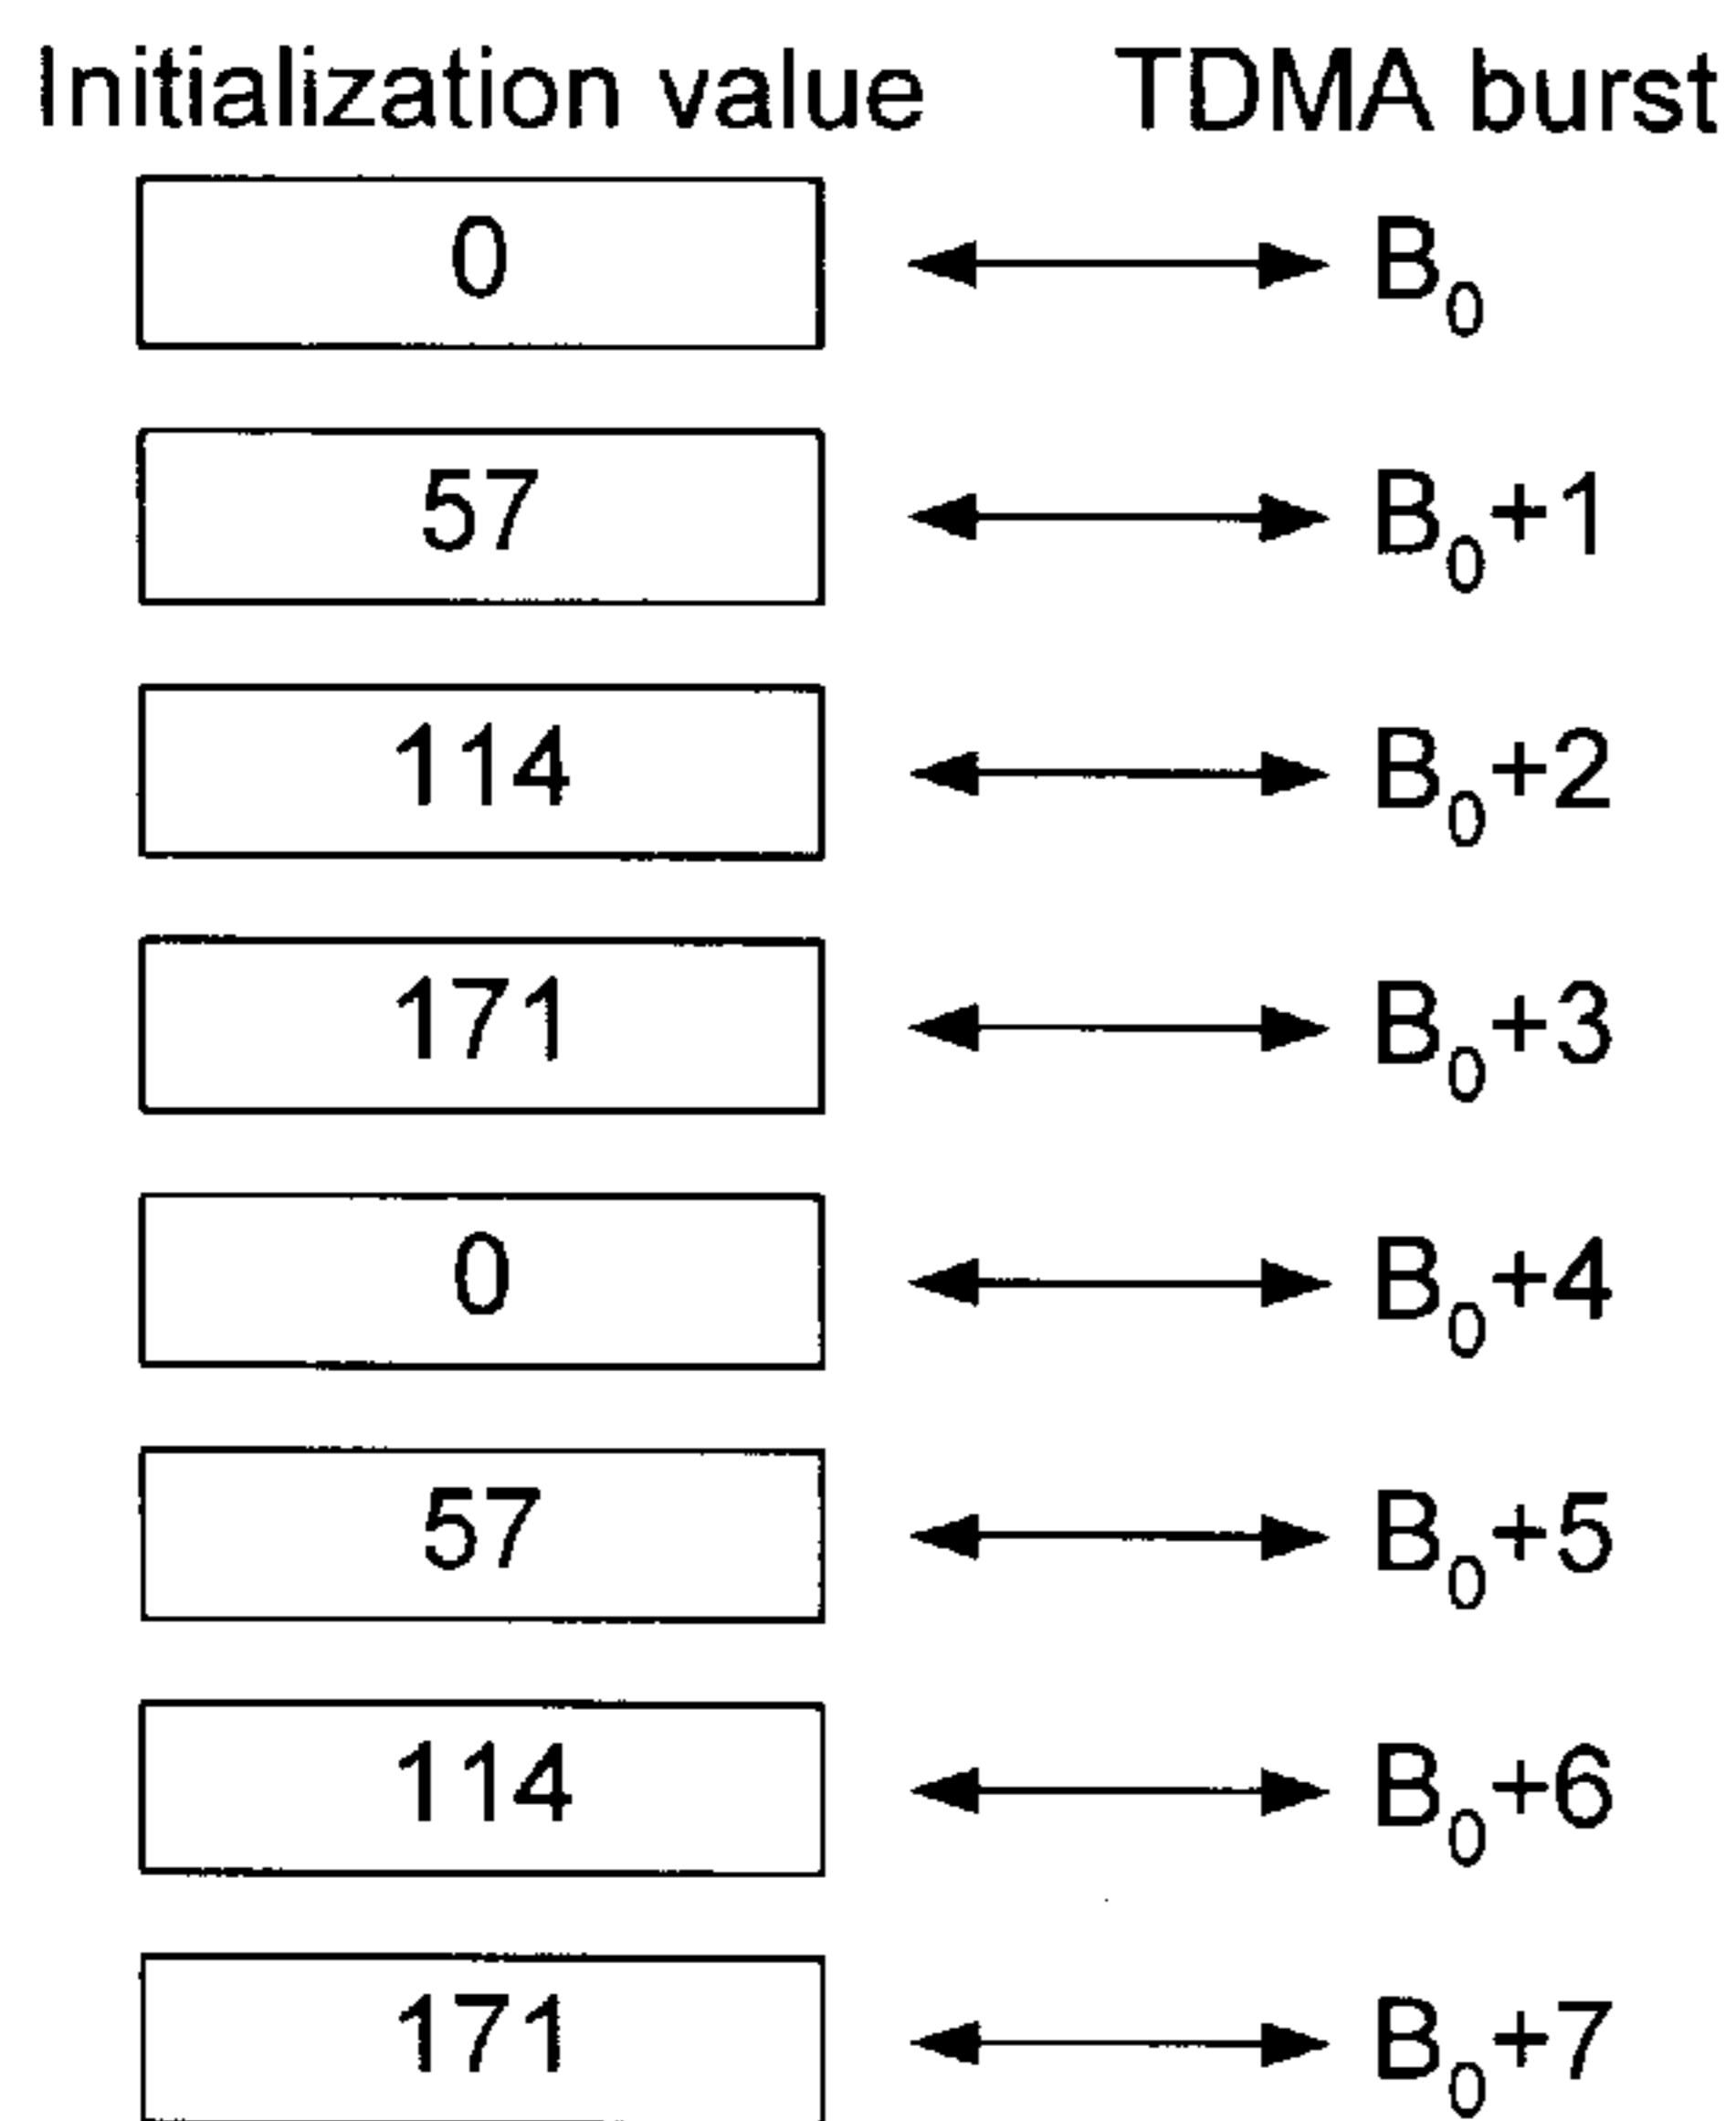 Initialization value TDMA burst
0 B₀
57 B₀+1
114 B₀+2
171 B₀+3
0 B₀+4
57 B₀+5
114 B₀+6
171 B₀+7